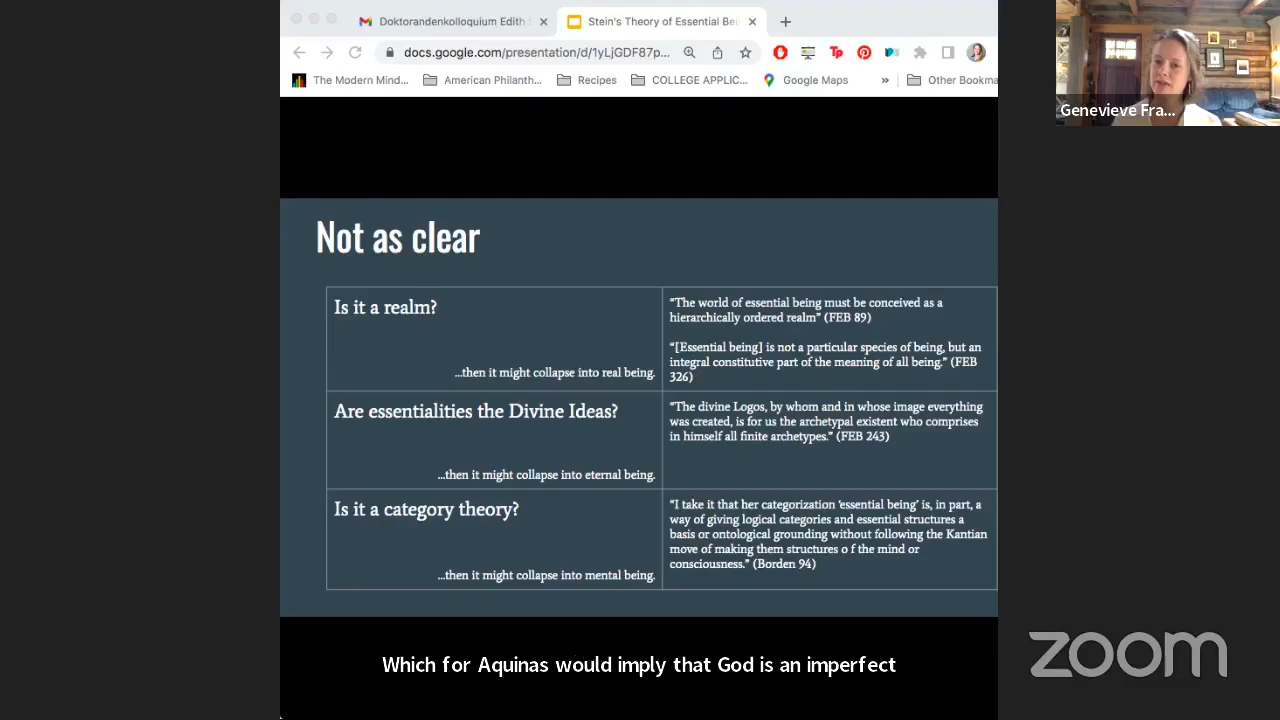 Doktorandenkolloquium Edith
Stein's Theory of Essential Bei
docs.google.com/presentation/d/1yLjGDF87p...
The Modern Mind...
American Philanth...
Recipes
COLLEGE APPLIC...
Google Maps
»
Other Bookma
Genevieve Fra...
Not as clear
Is it a realm?
...then it might collapse into real being.
“The world of essential being must be conceived as a
hierarchically ordered realm” (FEB 89)
“[Essential being] is not a particular species of being, but an
integral constitutive part of the meaning of all being.” (FEB
326)
Are essentialities the Divine Ideas?
...then it might collapse into eternal being.
“The divine Logos, by whom and in whose image everything
was created, is for us the archetypal existent who comprises
in himself all finite archetypes.” (FEB 243)
Is it a category theory?
...then it might collapse into mental being.
“I take it that her categorization ‘essential being’ is, in part, a
way of giving logical categories and essential structures a
basis or ontological grounding without following the Kantian
move of making them structures o f the mind or
consciousness.” (Borden 94)
Which for Aquinas would imply that God is an imperfect
zoom